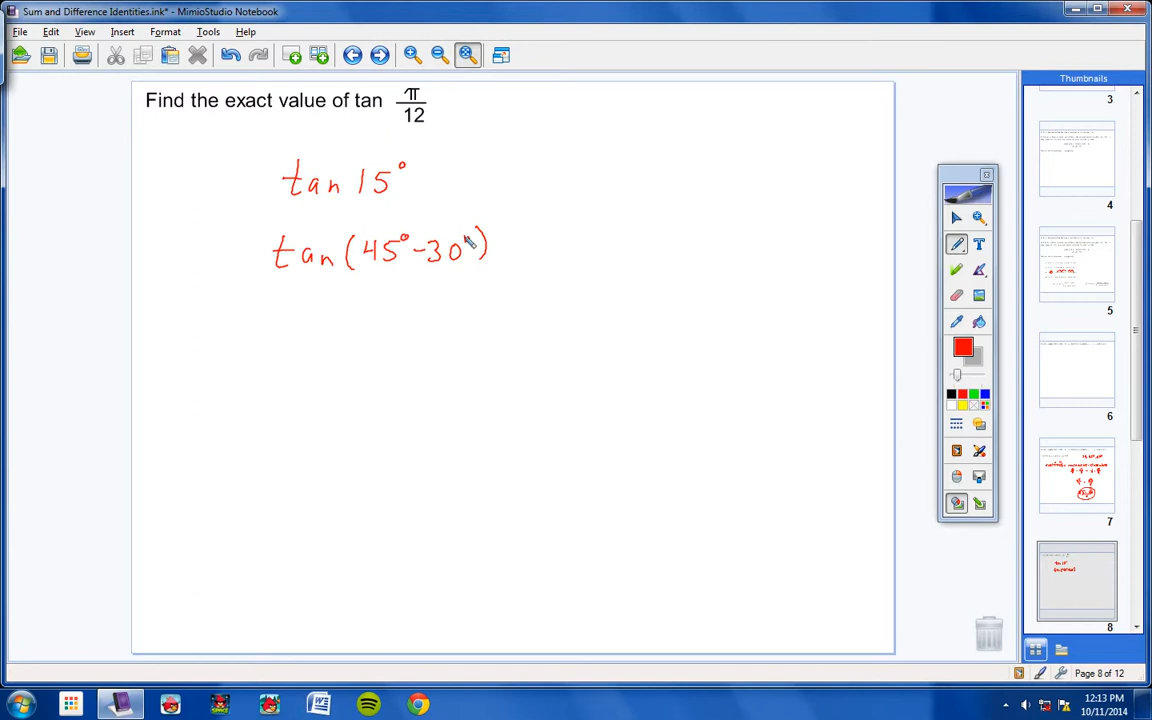 Sum and Difference Identities.ink* - MimioStudio Notebook
File Edit View Insert Format Tools Help
Thumbnails
Find the exact value of tan π/12
tan 15°
tan(45°-30°)
3
4
5
6
7
8
Page 8 of 12
12:13 PM
10/11/2014